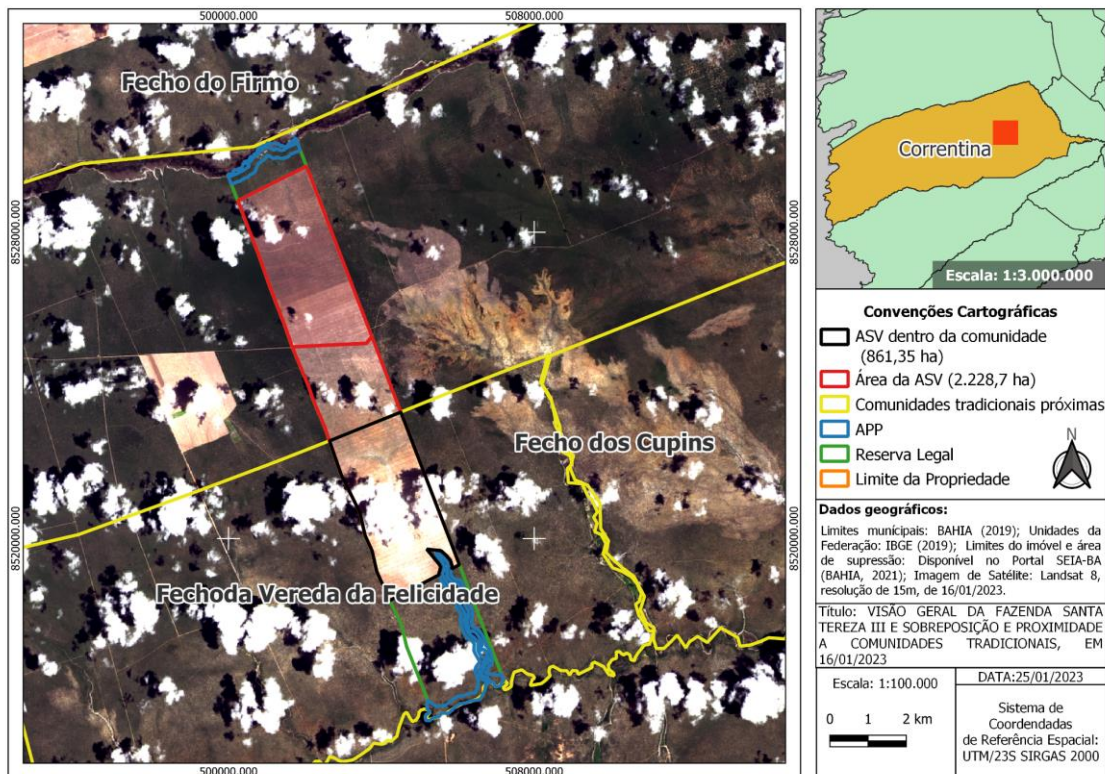 500000.000
508000.000
Fecho do Firmo
8528000.000
8528000.000
Fecho dos Cupins
8520000.000
8520000.000
Fechoda Vereda da Felicidade
500000.000
508000.000
Correntina
Escala: 1:3.000.000
Convenções Cartográficas
ASV dentro da comunidade
(861,35 ha)
Área da ASV (2.228,7 ha)
Comunidades tradicionais próximas
APP
Reserva Legal
Limite da Propriedade
N
Dados geográficos:
Limites munícipais: BAHIA (2019); Unidades da
Federação: IBGE (2019); Limites do imóvel e área
de supressão: Disponível no Portal SEIA-BA
(BAHIA, 2021); Imagem de Satélite: Landsat 8,
resolução de 15m, de 16/01/2023.
Título: VISÃO GERAL DA FAZENDA SANTA
TEREZA III E SOBREPOSIÇÃO E PROXIMIDADE
A COMUNIDADES TRADICIONAIS, EM
16/01/2023
Escala: 1:100.000
0 1 2 km
DATA:25/01/2023
Sistema de
Coordendadas
de Referência Espacial:
UTM/23S SIRGAS 2000